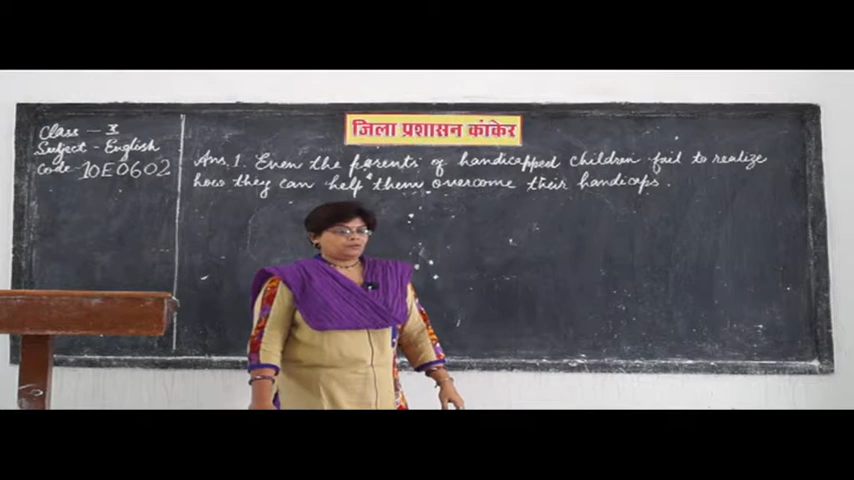 जिला प्रशासन कांकेर
Class - X
Subject - English
Code - 10E0602
Ans. 1. Even the parents of handicapped children fail to realize
how they can help them overcome their handicaps.